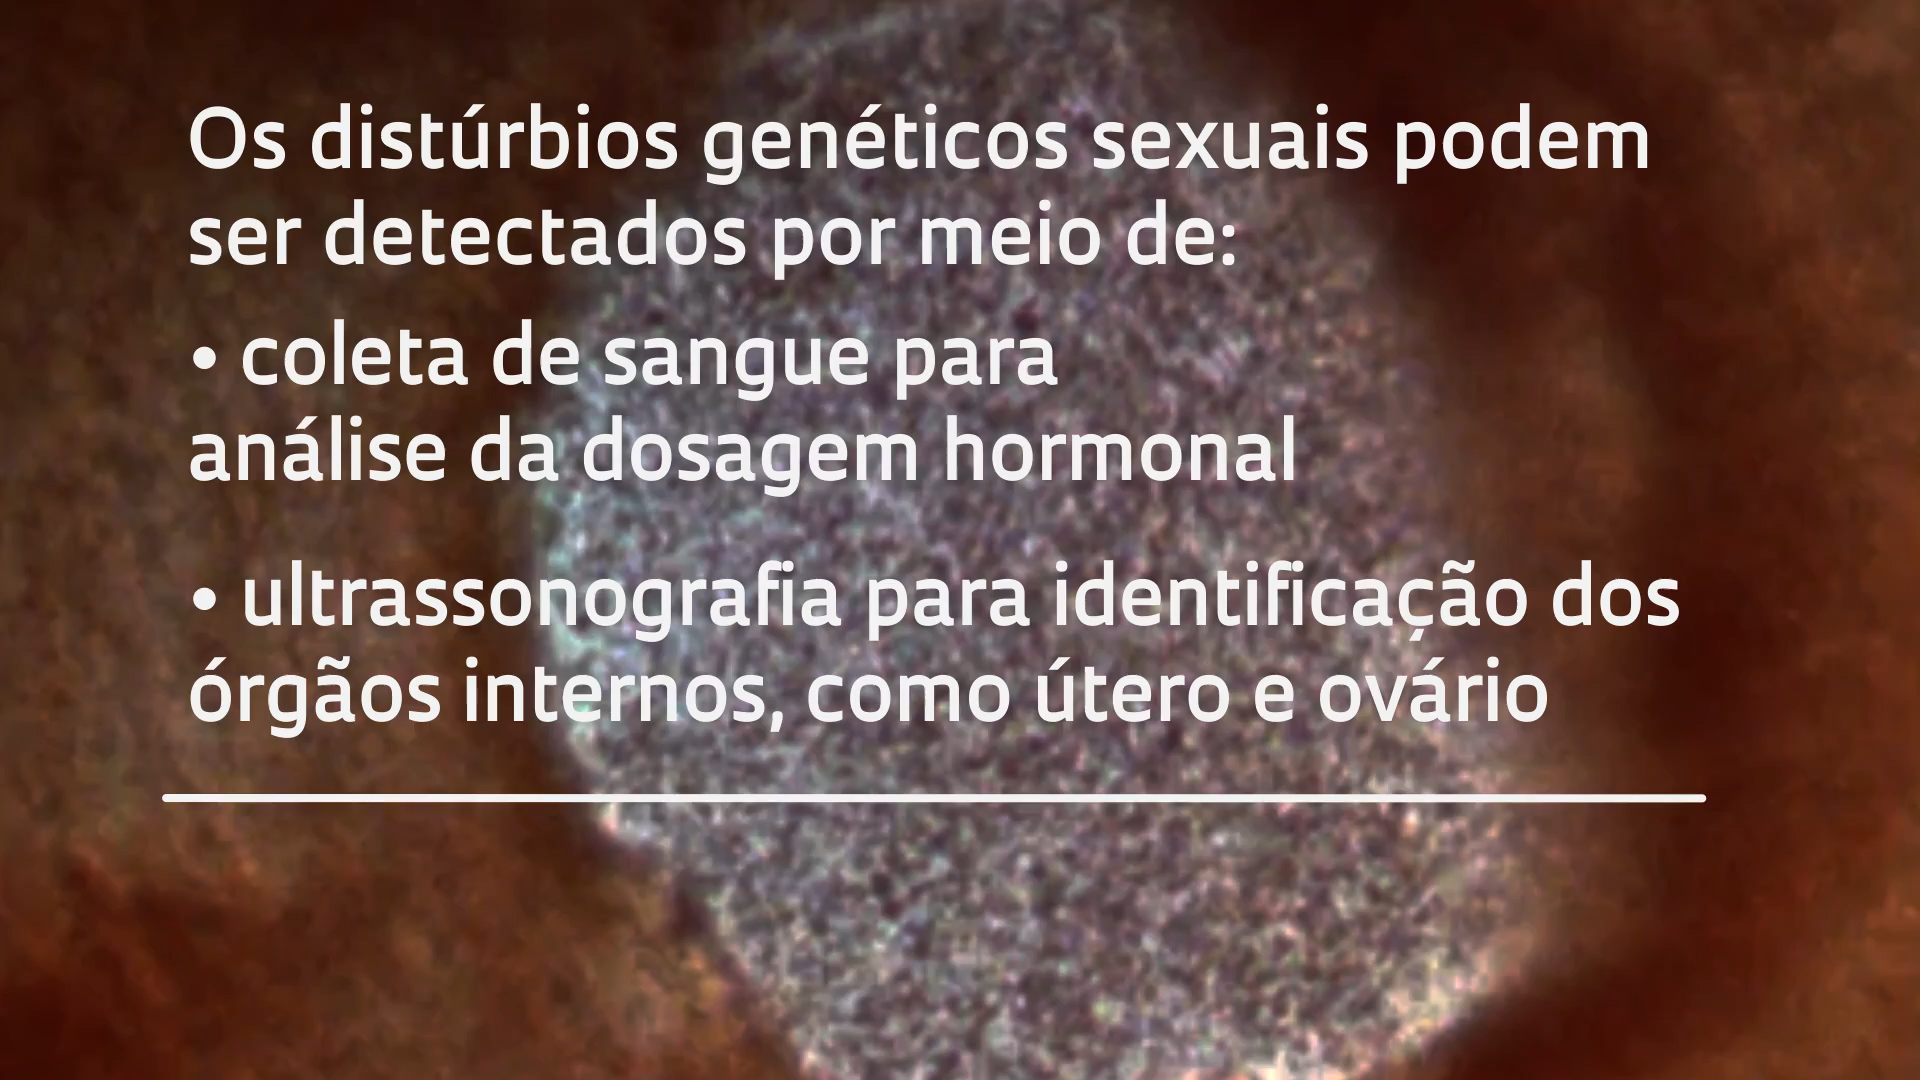 Os distúrbios genéticos sexuais podem
ser detectados por meio de:
• coleta de sangue para
análise da dosagem hormonal
• ultrassonografia para identificação dos
órgãos internos, como útero e ovário